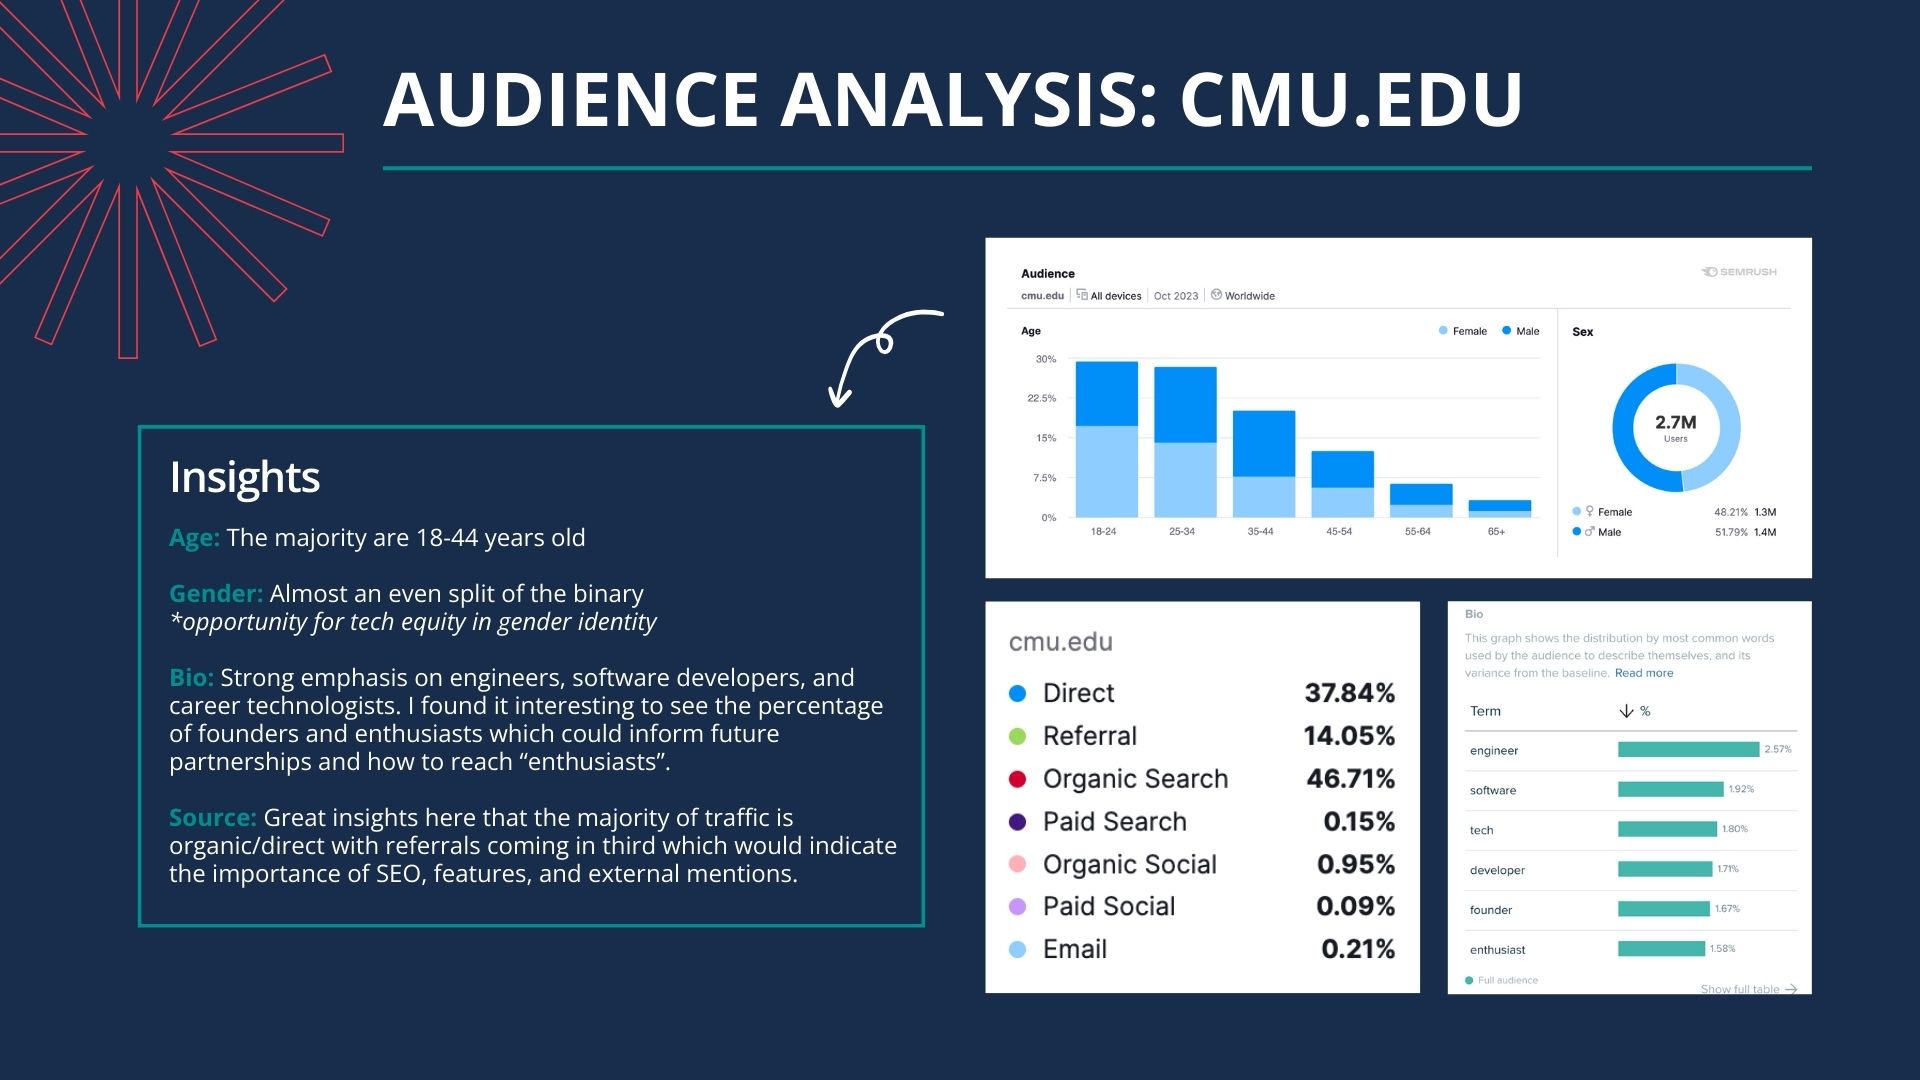 AUDIENCE ANALYSIS: CMU.EDU
Insights
Age: The majority are 18-44 years old
Gender: Almost an even split of the binary
*opportunity for tech equity in gender identity
Bio: Strong emphasis on engineers, software developers, and
career technologists. I found it interesting to see the percentage
of founders and enthusiasts which could inform future
partnerships and how to reach “enthusiasts”.
Source: Great insights here that the majority of traffic is
organic/direct with referrals coming in third which would indicate
the importance of SEO, features, and external mentions.
Audience
SEMRUSH
cmu.edu All devices Oct 2023 Worldwide
Age
Female Male
30%
22.5%
15%
7.5%
0%
18-24 25-34 35-44 45-54 55-64 65+
Sex
2.7M
Users
Female 48.21% 1.3M
Male 51.79% 1.4M
cmu.edu
Direct 37.84%
Referral 14.05%
Organic Search 46.71%
Paid Search 0.15%
Organic Social 0.95%
Paid Social 0.09%
Email 0.21%
Bio
This graph shows the distribution by most common words
used by the audience to describe themselves, and its
variance from the baseline. Read more
Term %
engineer 2.57%
software 1.92%
tech 1.80%
developer 1.71%
founder 1.67%
enthusiast 1.58%
Full audience
Show full table